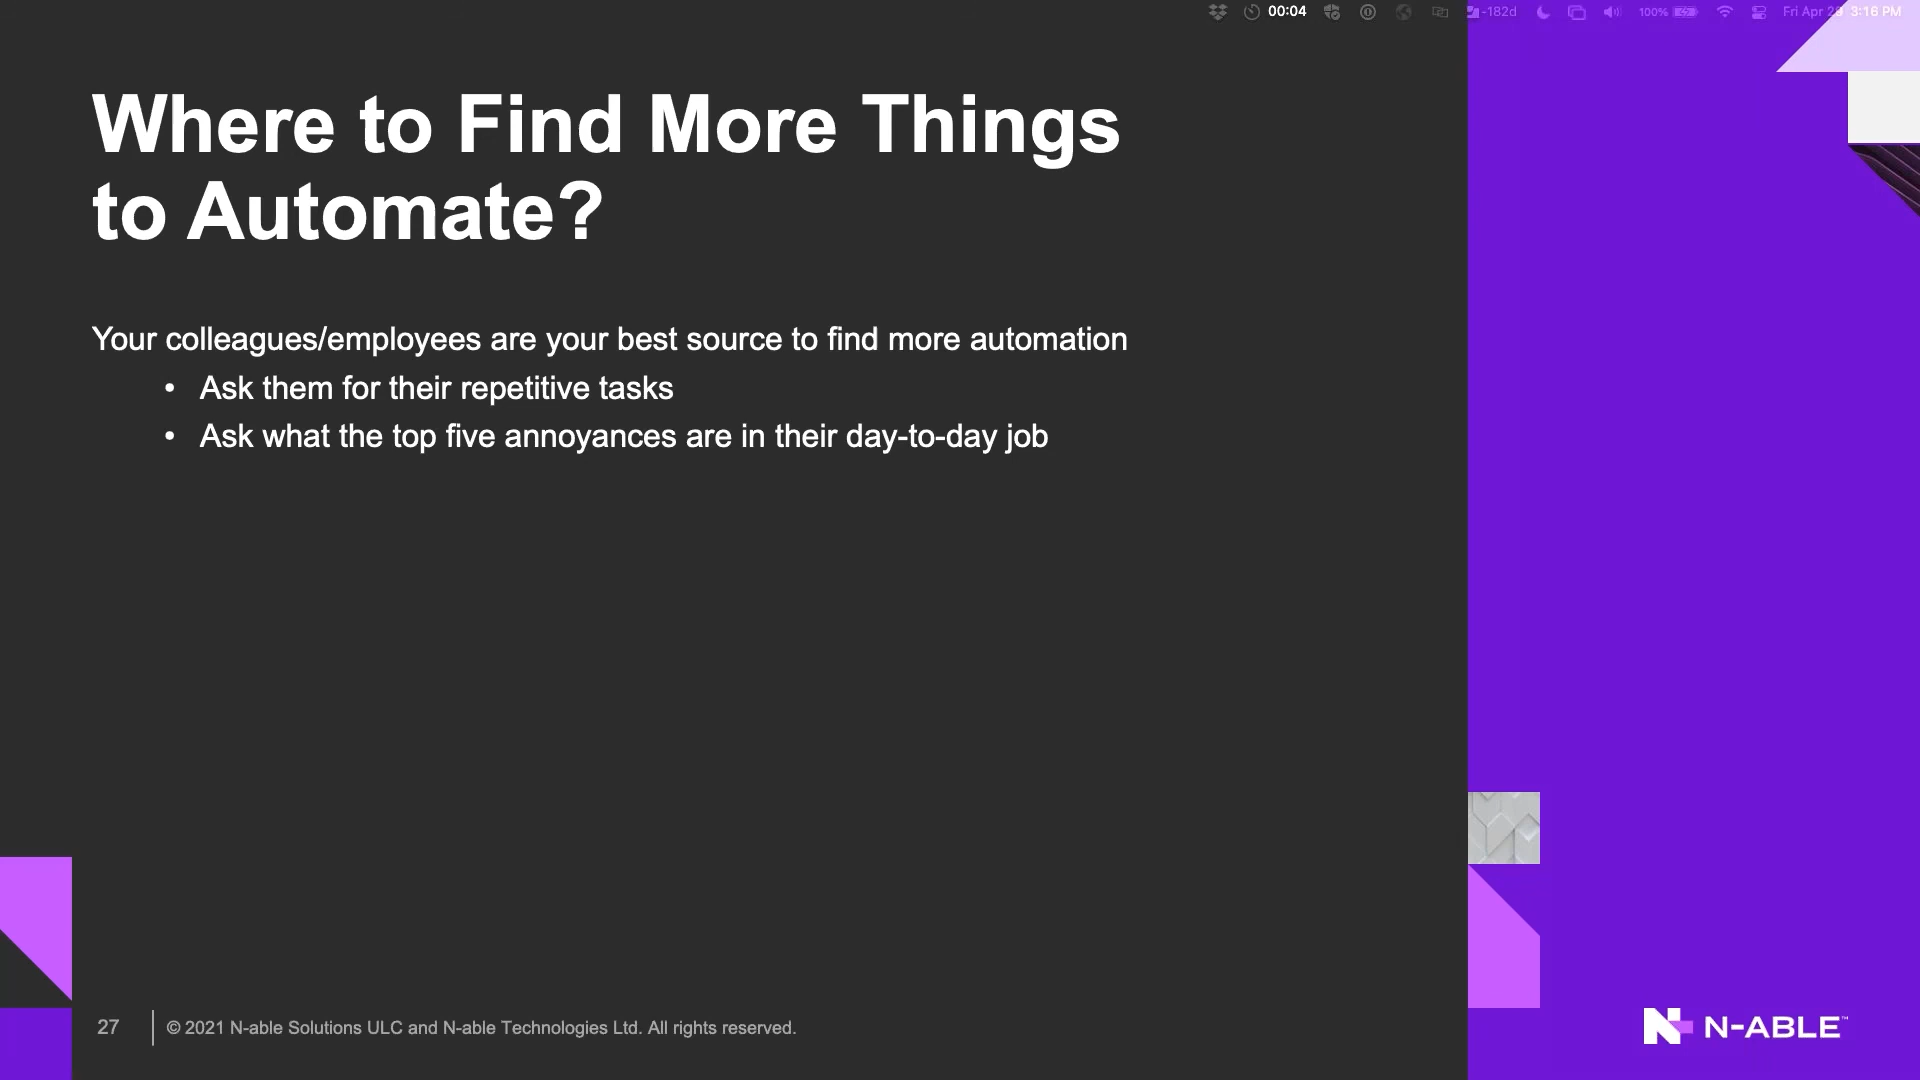 00:04
-182d
100%
Fri Apr 3:16 PM
Where to Find More Things
to Automate?
Your colleagues/employees are your best source to find more automation
• Ask them for their repetitive tasks
• Ask what the top five annoyances are in their day-to-day job
27
© 2021 N-able Solutions ULC and N-able Technologies Ltd. All rights reserved.
N-ABLE™